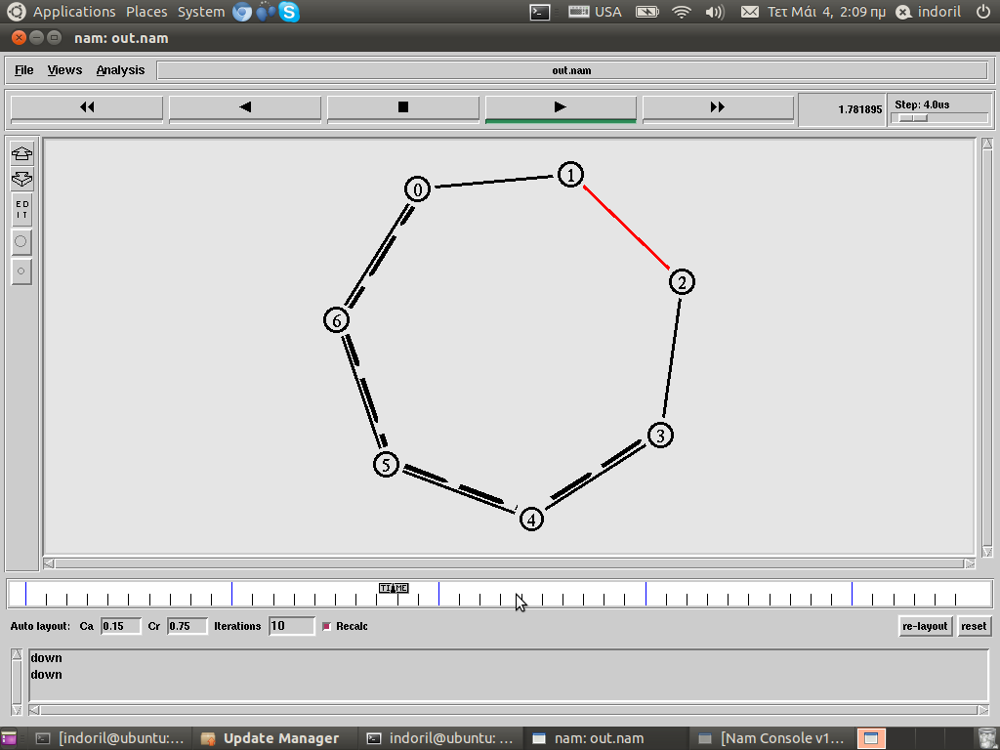 Applications Places System USA Τετ Μάι 4, 2:09 πμ indoril
nam: out.nam
File Views Analysis out.nam
1.781895 Step: 4.0us
ED
IT
0
1
2
6
3
5
4
TIME
Auto layout: Ca 0.15 Cr 0.75 Iterations 10 Recalc re-layout reset
down
down
[indoril@ubuntu:... Update Manager indoril@ubuntu: ... nam: out.nam [Nam Console v1...